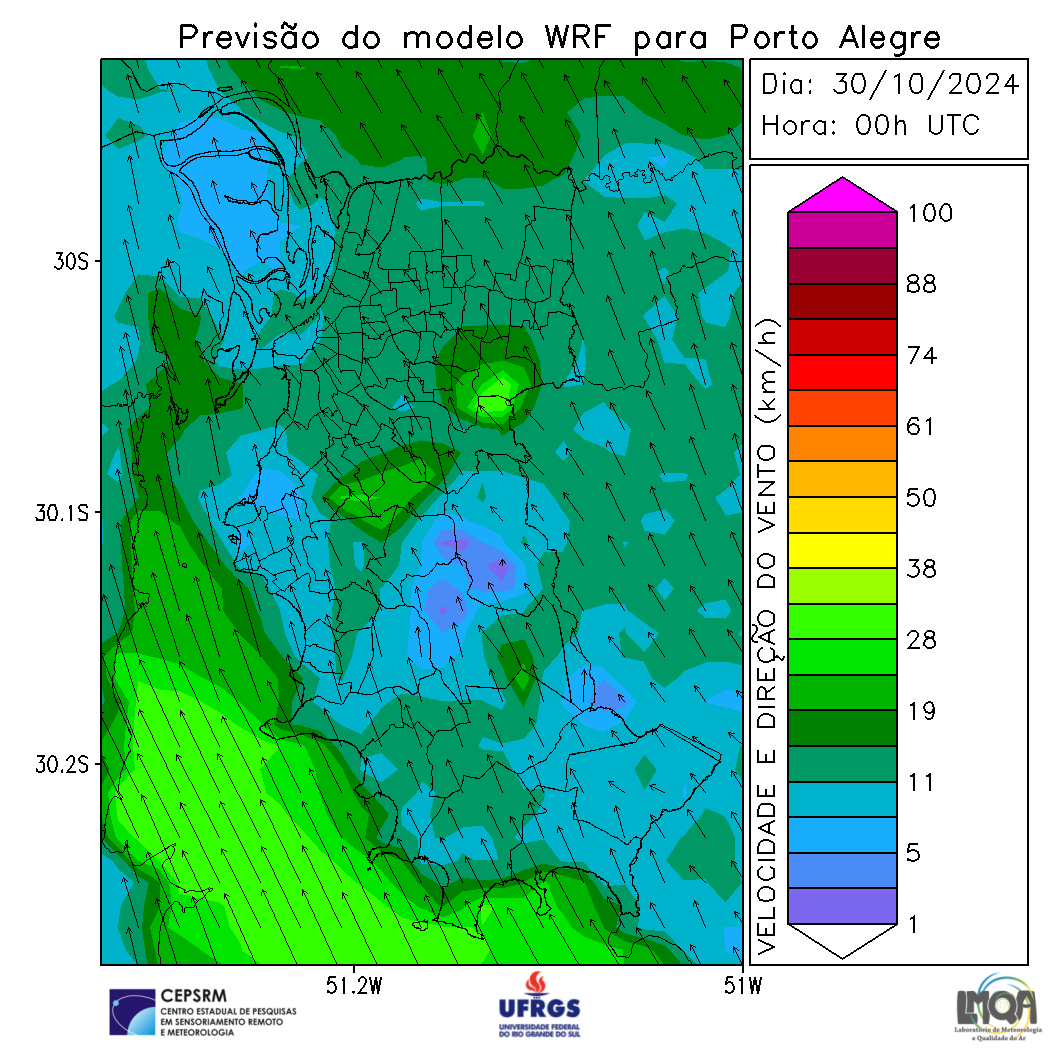 Previsão do modelo WRF para Porto Alegre
Dia: 30/10/2024
Hora: 00h UTC
30S
30.1S
30.2S
51.2W
51W
VELOCIDADE E DIREÇÃO DO VENTO (km/h)
100
88
74
61
50
38
28
19
11
5
1
CEPSRM
CENTRO ESTADUAL DE PESQUISAS
EM SENSORIAMENTO REMOTO
E METEOROLOGIA
UFRGS
UNIVERSIDADE FEDERAL
DO RIO GRANDE DO SUL
LMQA
Laboratório de Meteorologia
e Qualidade do Ar